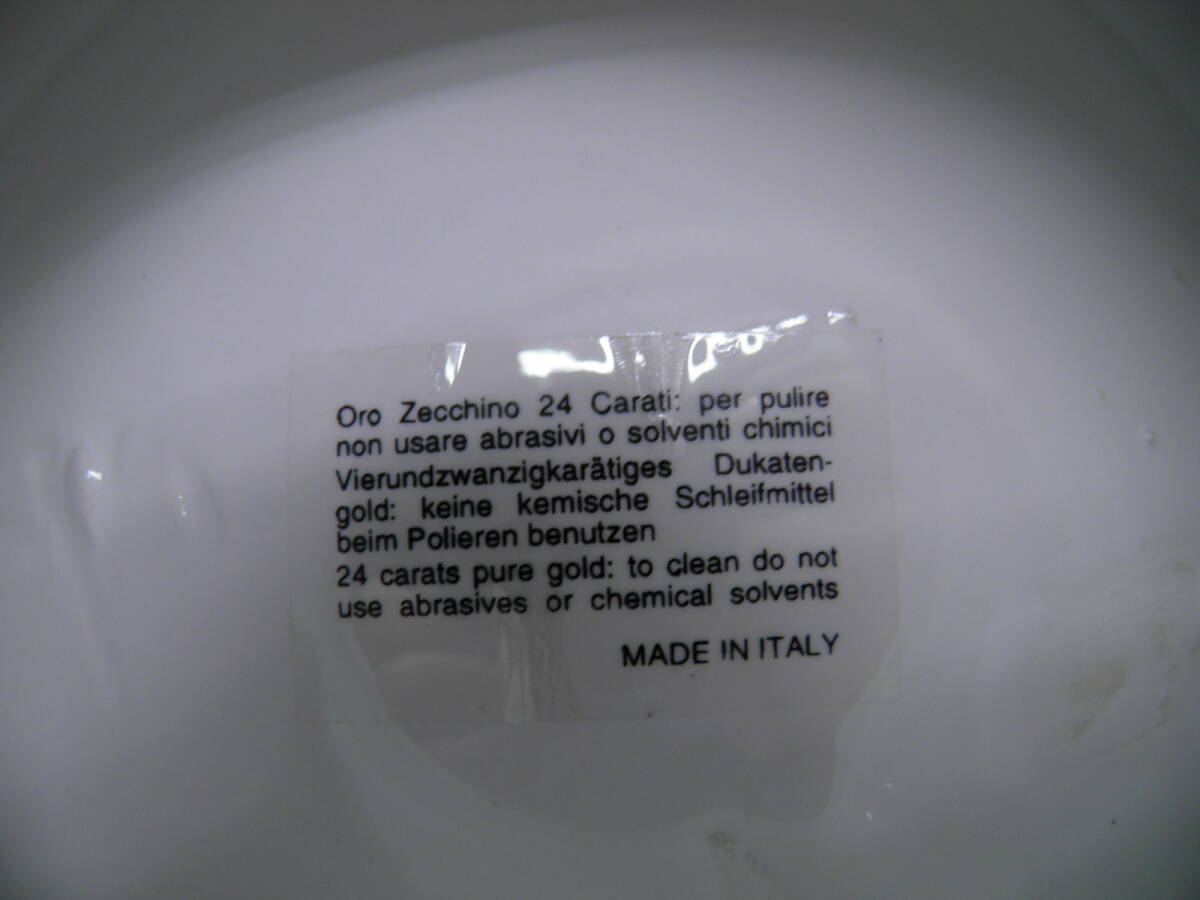 Oro Zecchino 24 Carati: per pulire
non usare abrasivi o solventi chimici
Vierundzwanzigkarätiges Dukaten-
gold: keine kemische Schleifmittel
beim Polieren benutzen
24 carats pure gold: to clean do not
use abrasives or chemical solvents
MADE IN ITALY